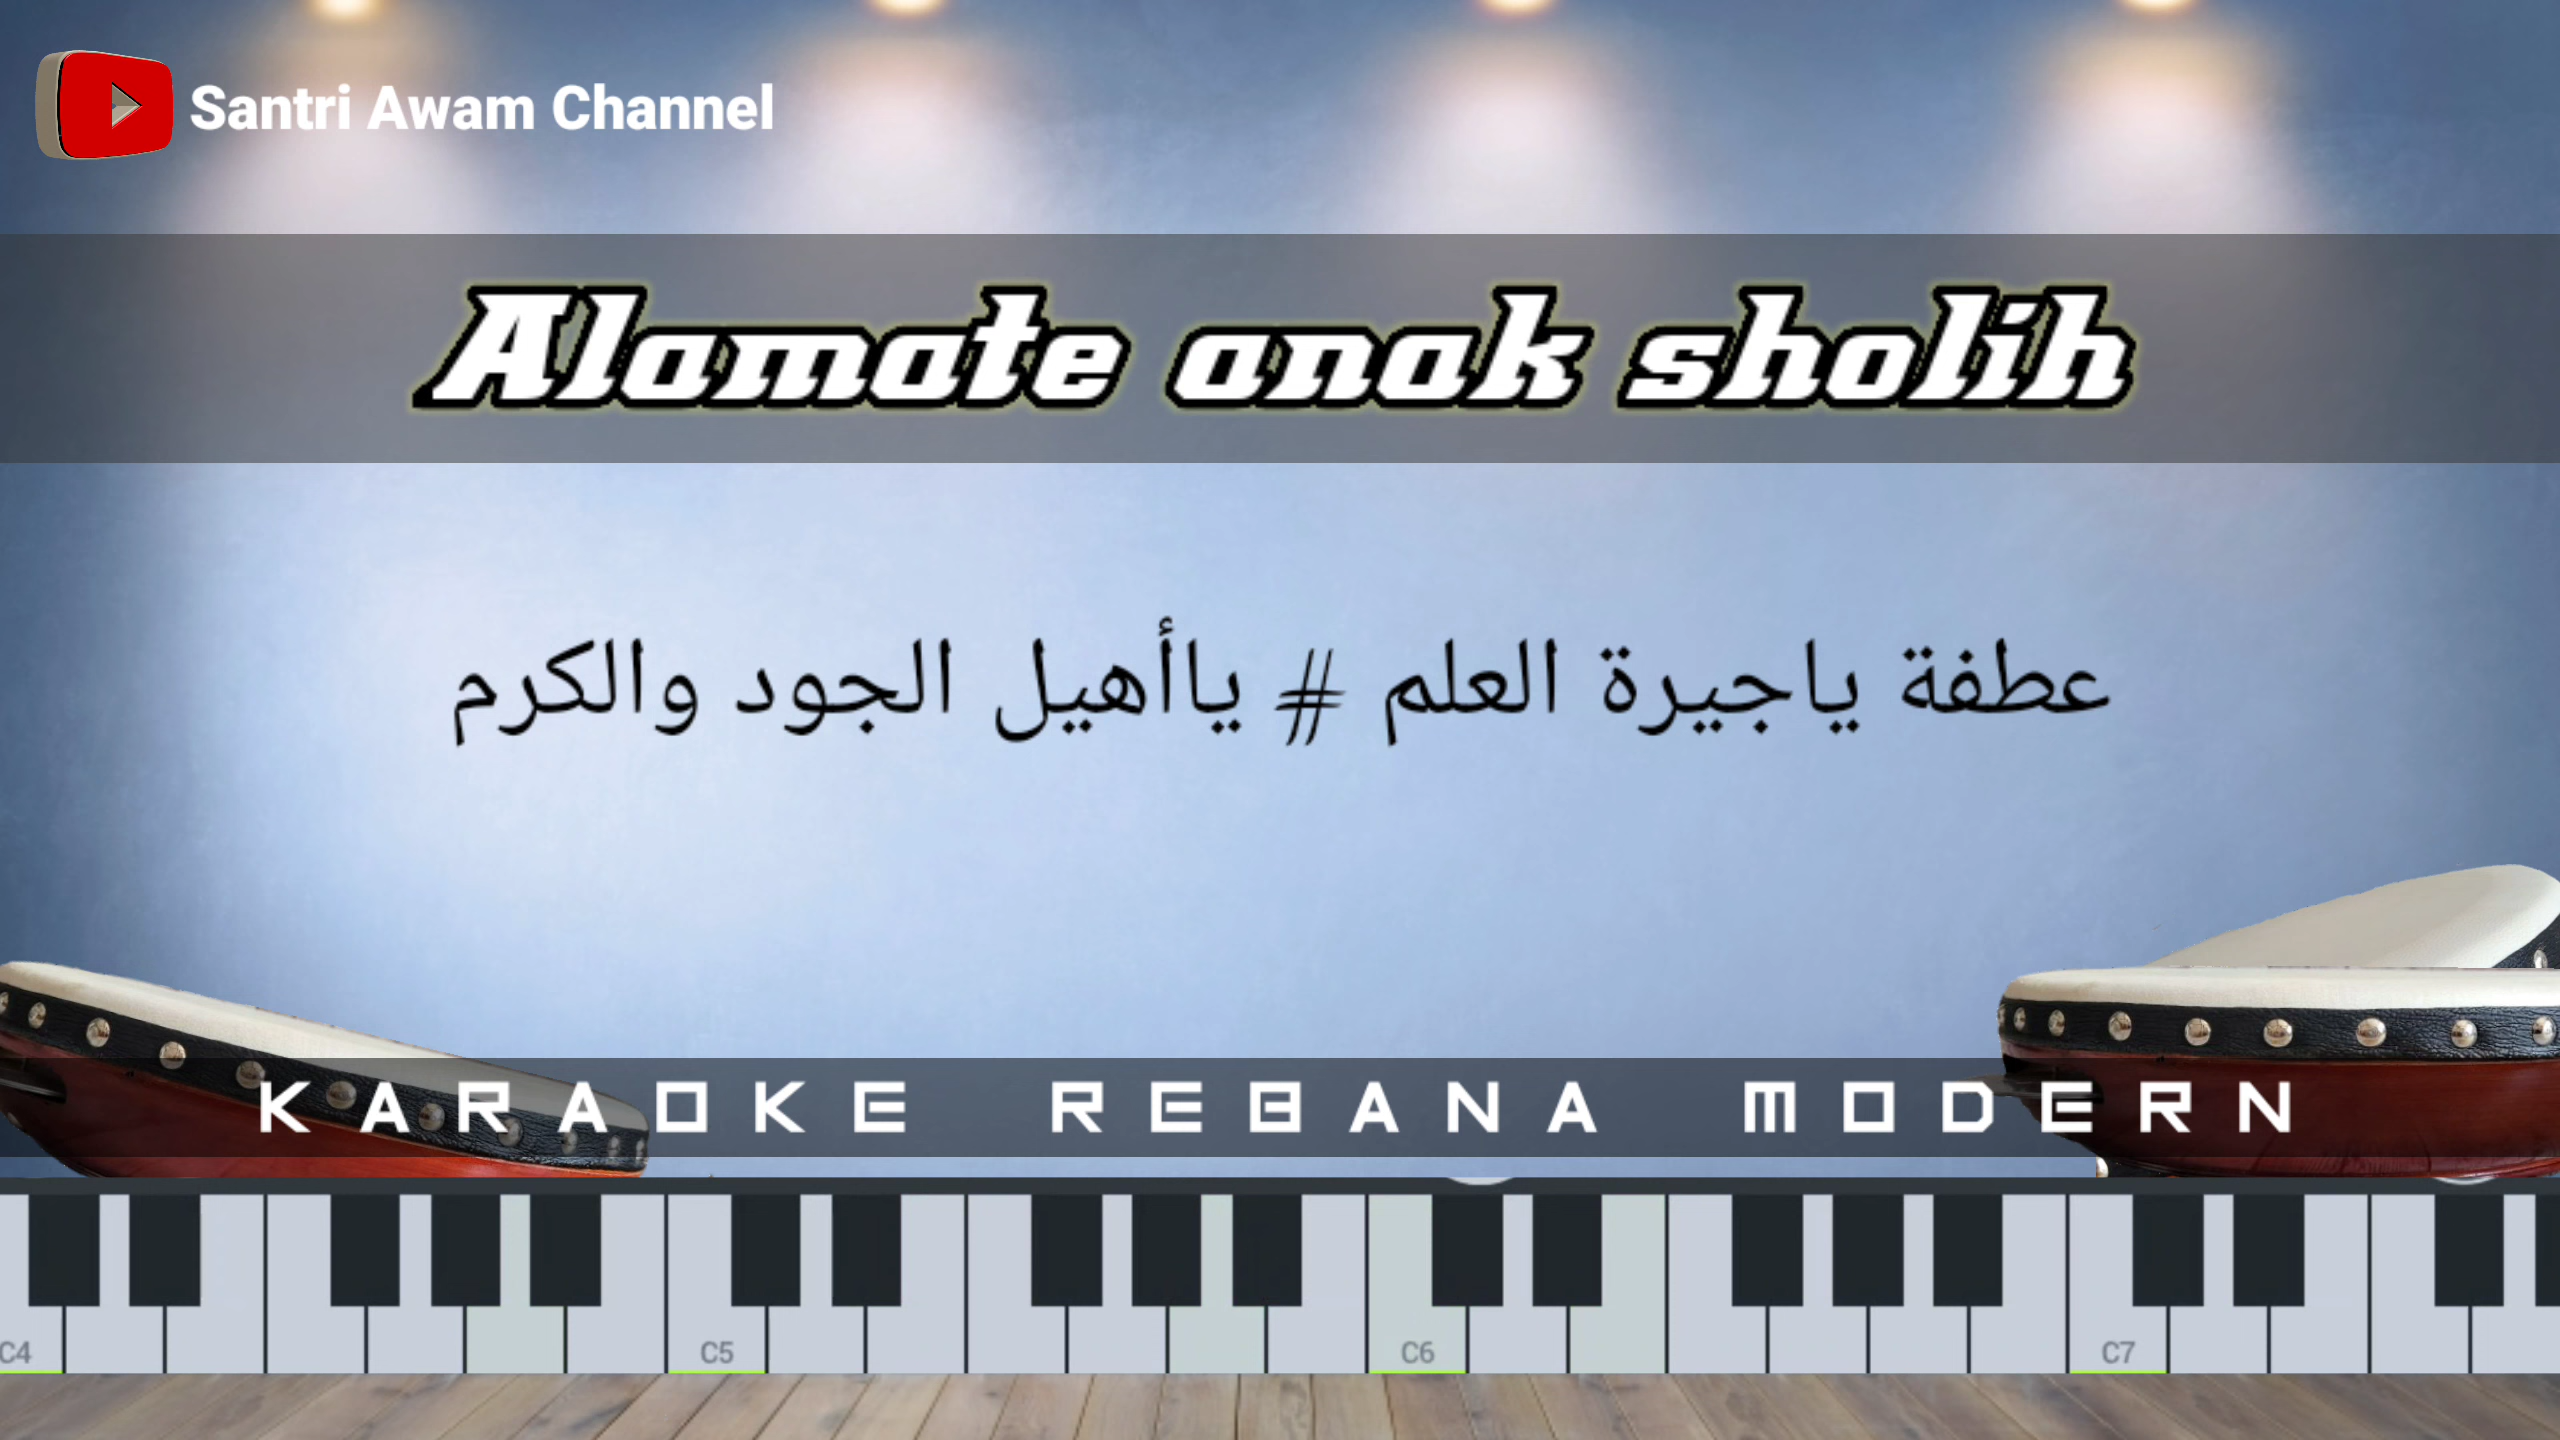 Santri Awam Channel
Alamate anak sholih
عطفة ياجيرة العلم # ياأهيل الجود والكرم
KARAOKE REBANA MODERN
C4 C5 C6 C7